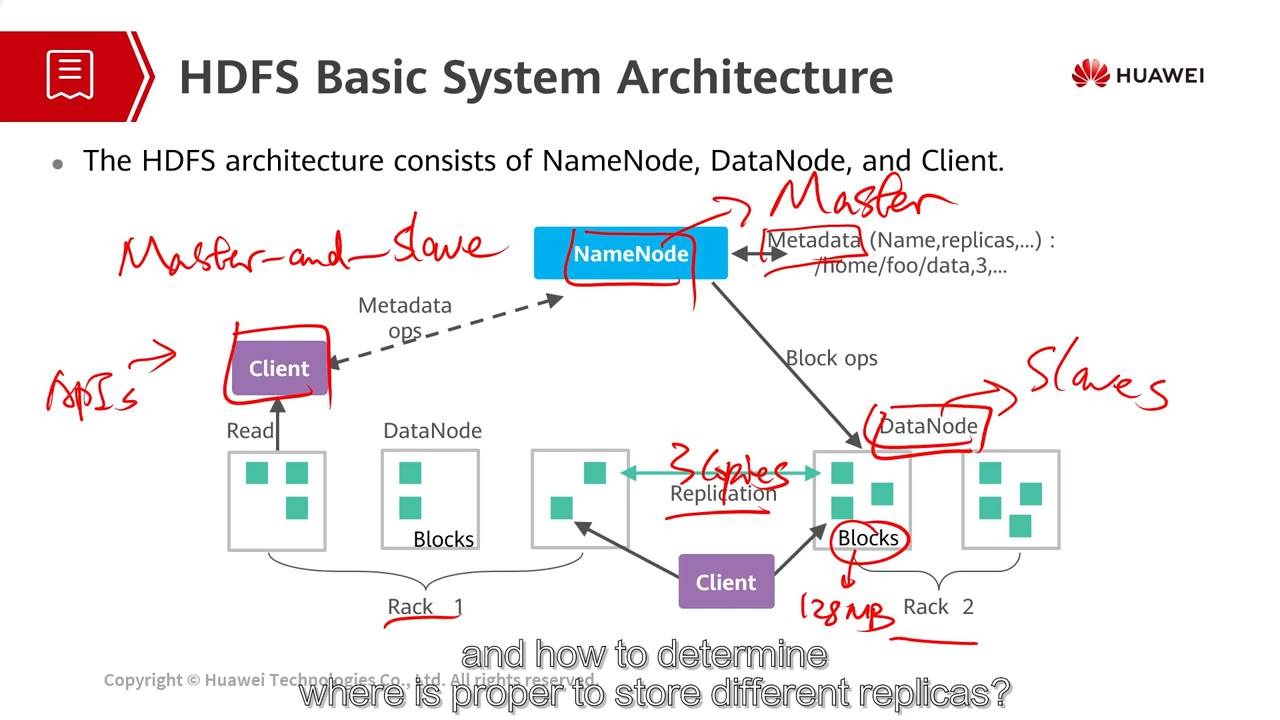 HDFS Basic System Architecture
HUAWEI
• The HDFS architecture consists of NameNode, DataNode, and Client.
Master
Master-and-Slave
NameNode
Metadata (Name,replicas,...) :
/home/foo/data,3,...
Metadata
ops
Client
Block ops
Slaves
APIs
Read
DataNode
DataNode
3 Copies
Replication
Blocks
Blocks
Client
128MB
Rack 1
Rack 2
and how to determine
Copyright © Huawei Technologies Co., Ltd. All rights reserved.
where is proper to store different replicas?